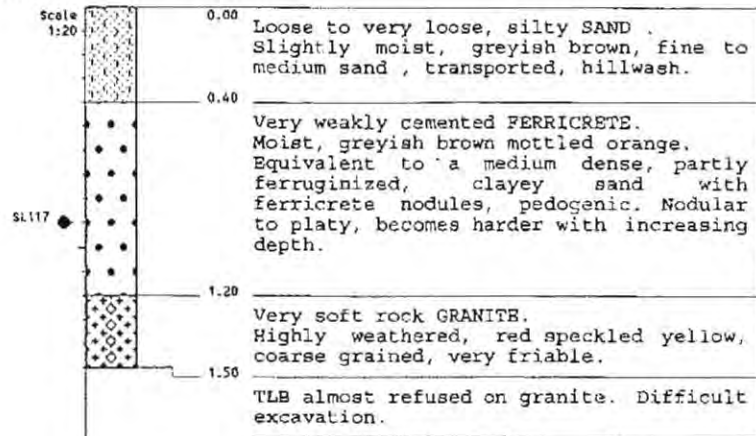 Scale
1:20
0.00
Loose to very loose, silty SAND .
Slightly moist, greyish brown, fine to
medium sand , transported, hillwash.
0.40
Very weakly cemented FERRICRETE.
Moist, greyish brown mottled orange.
Equivalent to a medium dense, partly
ferruginized, clayey sand with
ferricrete nodules, pedogenic. Nodular
to platy, becomes harder with increasing
depth.
SL117
1.20
Very soft rock GRANITE.
Highly weathered, red speckled yellow,
coarse grained, very friable.
1.50
TLB almost refused on granite. Difficult
excavation.